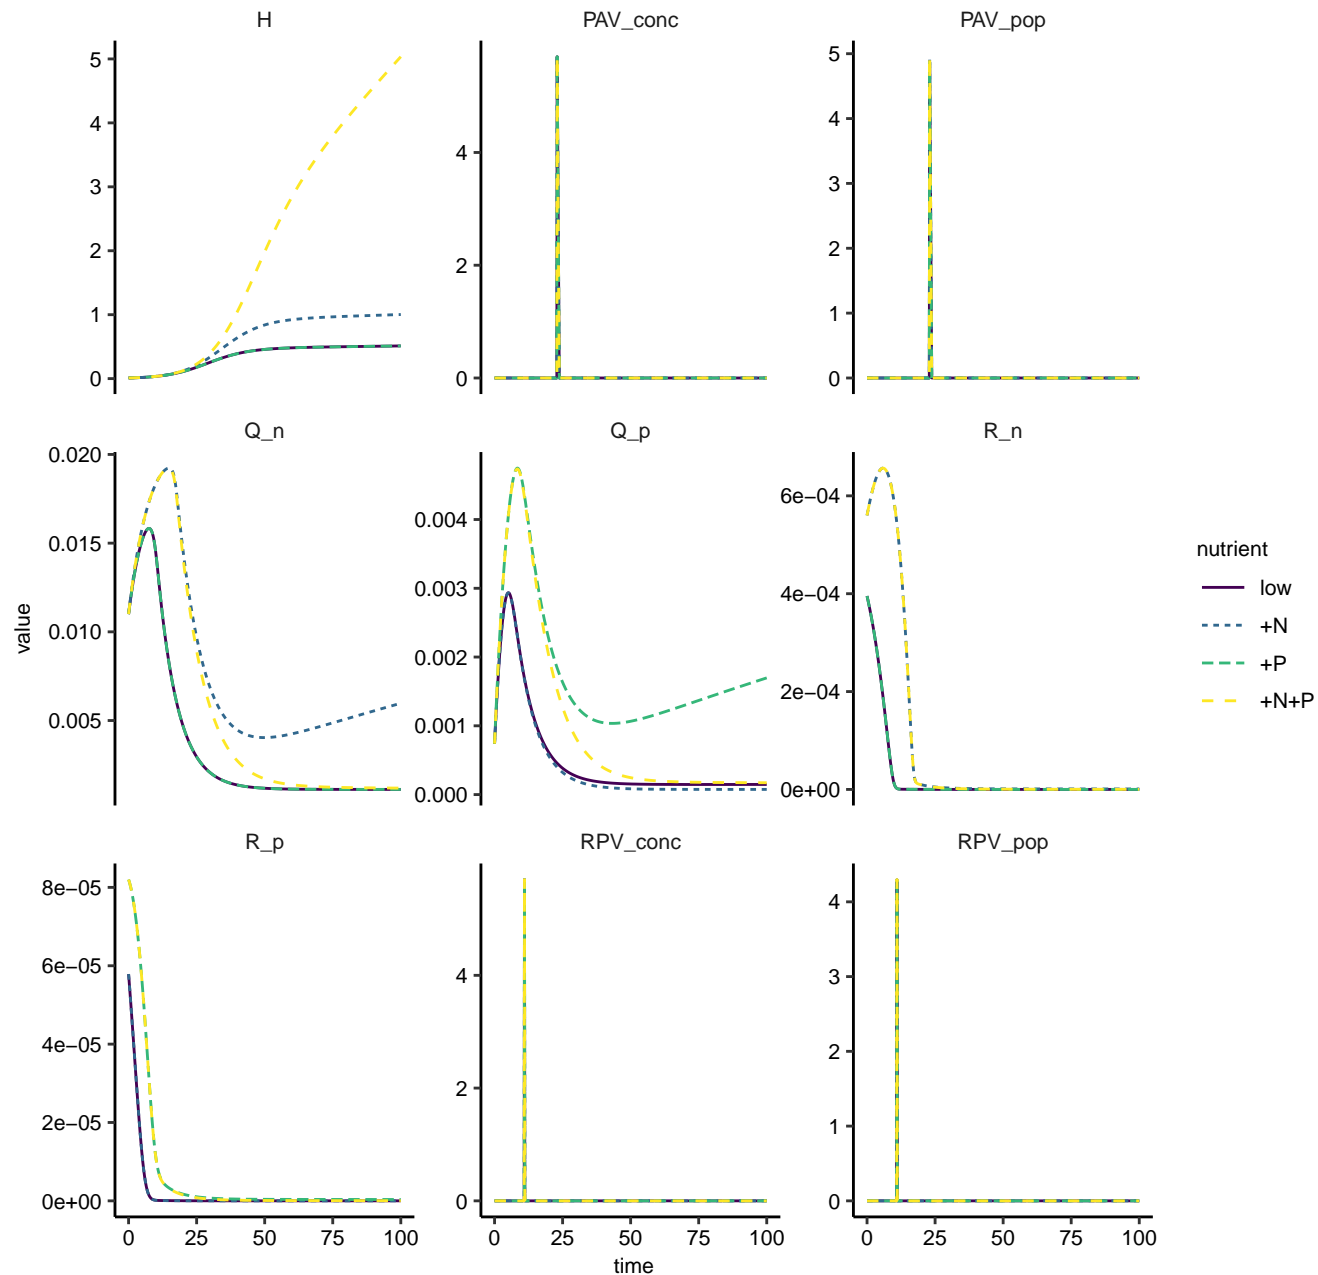 H
PAV_conc
PAV_pop
5
4
3
2
1
0
4
2
0
5
4
3
2
1
0
Q_n
Q_p
R_n
0.020
0.015
0.010
0.005
0.004
0.003
0.002
0.001
0.000
6e−04
4e−04
2e−04
0e+00
R_p
RPV_conc
RPV_pop
8e−05
6e−05
4e−05
2e−05
0e+00
4
2
0
4
3
2
1
0
0 25 50 75 100
0 25 50 75 100
0 25 50 75 100
time
value
nutrient
low
+N
+P
+N+P